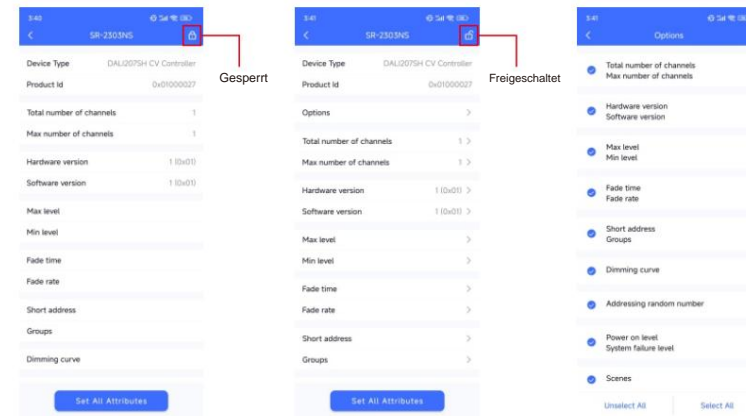 3:40
SR-2303NS
Device Type DALI207SH CV Controller
Product Id 0x01000027
Total number of channels 1
Max number of channels 1
Hardware version 1 (0x01)
Software version 1 (0x01)
Max level
Min level
Fade time
Fade rate
Short address
Groups
Dimming curve
Set All Attributes
Gesperrt
3:41
SR-2303NS
Device Type DALI207SH CV Controller
Product Id 0x01000027
Options
Total number of channels 1
Max number of channels 1
Hardware version 1 (0x01)
Software version 1 (0x01)
Max level
Min level
Fade time
Fade rate
Short address
Groups
Set All Attributes
Freigeschaltet
3:41
Options
Total number of channels
Max number of channels
Hardware version
Software version
Max level
Min level
Fade time
Fade rate
Short address
Groups
Dimming curve
Addressing random number
Power on level
System failure level
Scenes
Unselect All Select All